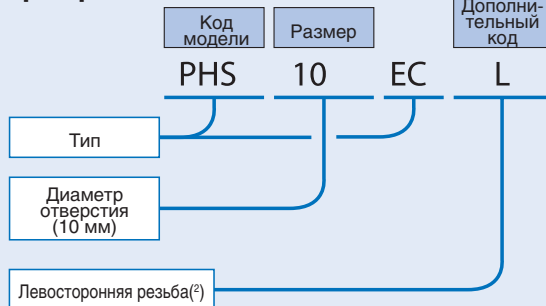 Код
модели
Размер
Дополни-
тельный
код
PHS 10 EC L
Тип
Диаметр
отверстия
(10 мм)
Левосторонняя резьба(²)